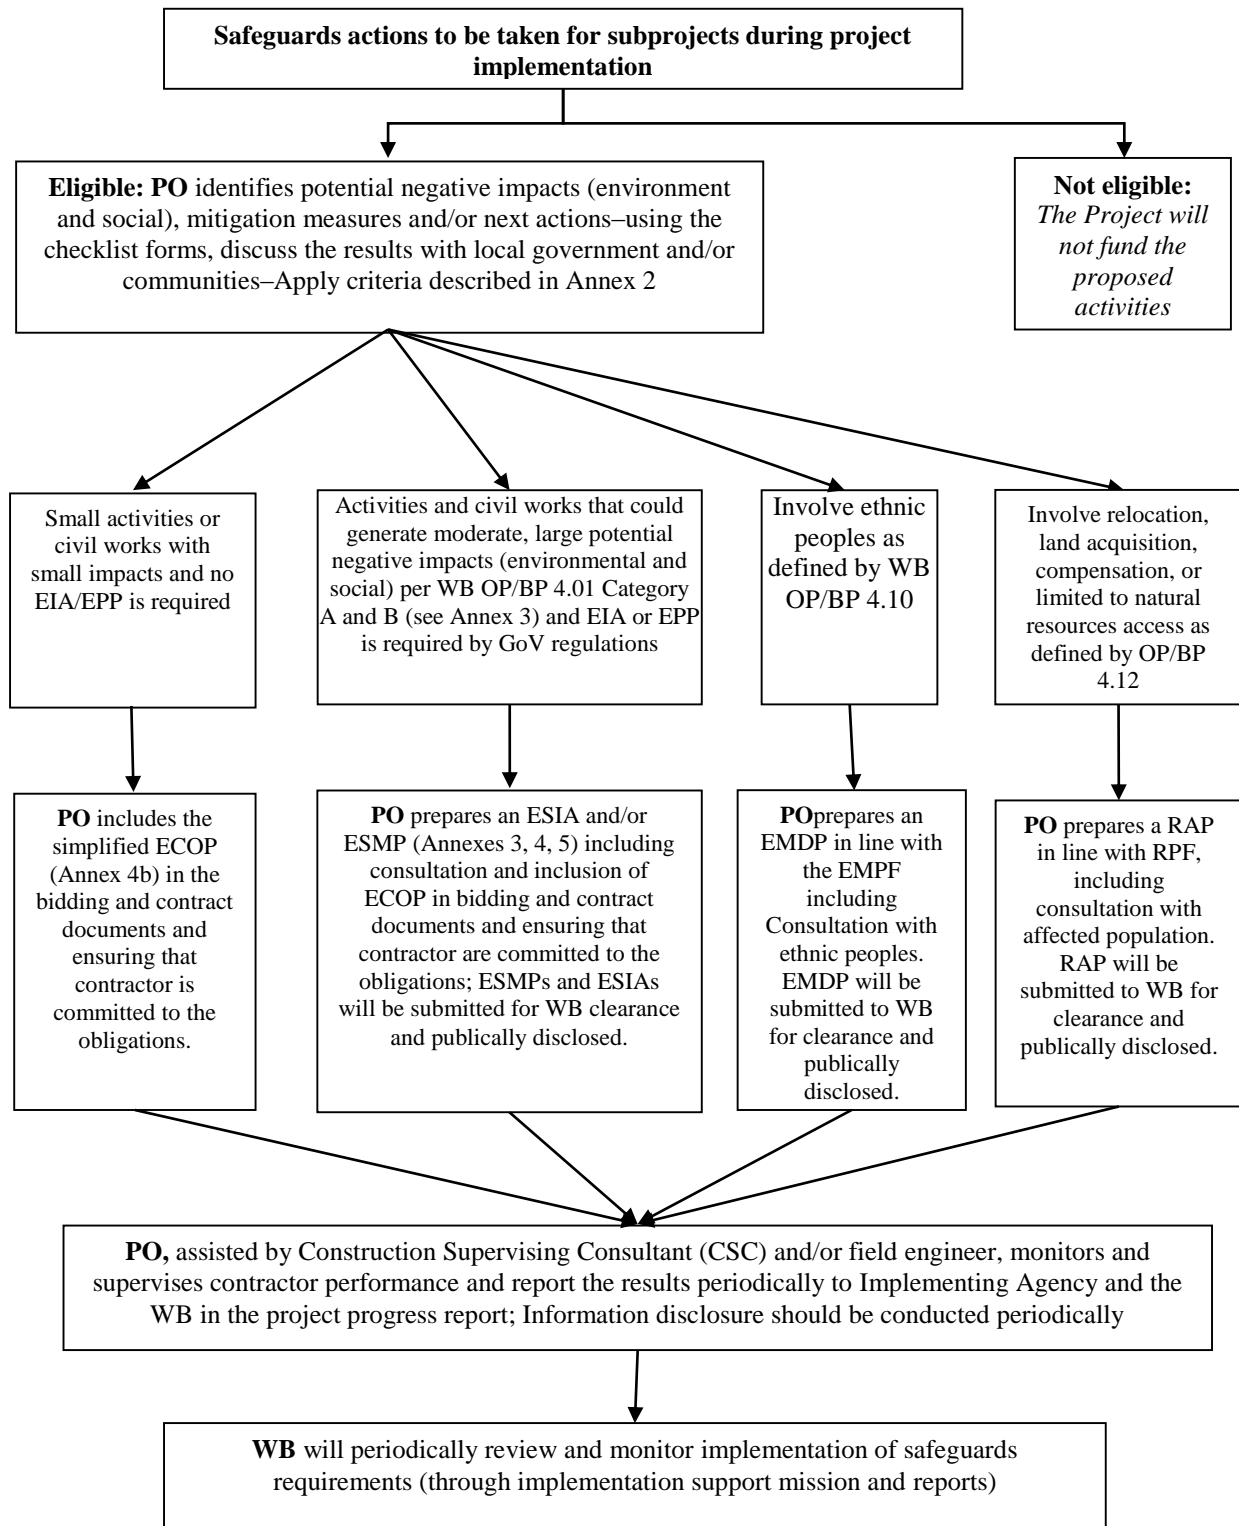 Safeguards actions to be taken for subprojects during project
implementation
Eligible: PO identifies potential negative impacts (environment
and social), mitigation measures and/or next actions–using the
checklist forms, discuss the results with local government and/or
communities–Apply criteria described in Annex 2
Not eligible:
The Project will
not fund the
proposed
activities
Small activities or
civil works with
small impacts and no
EIA/EPP is required
Activities and civil works that could
generate moderate, large potential
negative impacts (environmental and
social) per WB OP/BP 4.01 Category
A and B (see Annex 3) and EIA or EPP
is required by GoV regulations
Involve ethnic
peoples as
defined by WB
OP/BP 4.10
Involve relocation,
land acquisition,
compensation, or
limited to natural
resources access as
defined by OP/BP
4.12
PO includes the
simplified ECOP
(Annex 4b) in the
bidding and contract
documents and
ensuring that
contractor is
committed to the
obligations.
PO prepares an ESIA and/or
ESMP (Annexes 3, 4, 5) including
consultation and inclusion of
ECOP in bidding and contract
documents and ensuring that
contractor are committed to the
obligations; ESMPs and ESIAs
will be submitted for WB clearance
and publically disclosed.
POprepares an
EMDP in line with
the EMPF
including
Consultation with
ethnic peoples.
EMDP will be
submitted to WB
for clearance and
publically
disclosed.
PO prepares a RAP
in line with RPF,
including
consultation with
affected population.
RAP will be
submitted to WB for
clearance and
publically disclosed.
PO, assisted by Construction Supervising Consultant (CSC) and/or field engineer, monitors and
supervises contractor performance and report the results periodically to Implementing Agency and the
WB in the project progress report; Information disclosure should be conducted periodically
WB will periodically review and monitor implementation of safeguards
requirements (through implementation support mission and reports)